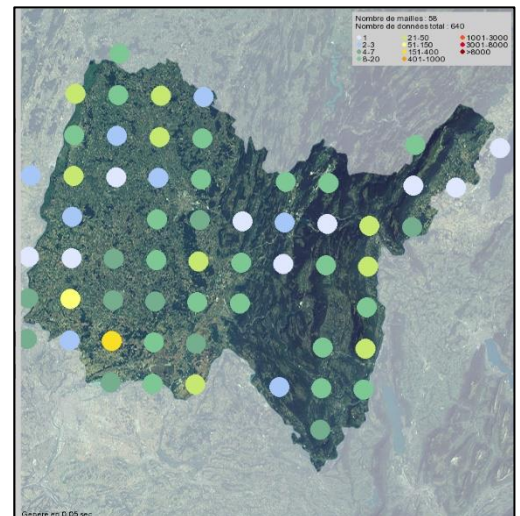 Nombre de mailles : 58
Nombre de données total : 640
1 21-50 1001-3000
2-3 51-150 3001-8000
4-7 151-400 >8000
8-20 401-1000
Généré en 0.05 sec.